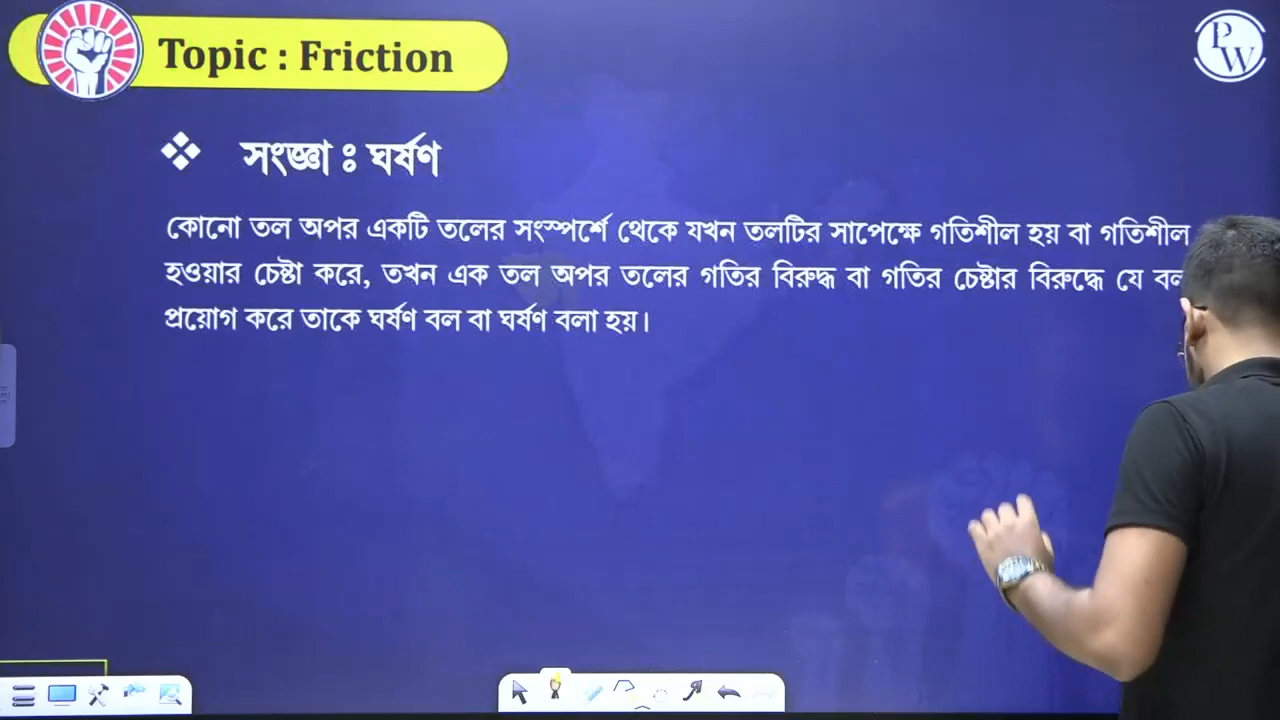 Topic : Friction
PW
সংজ্ঞা ঃ ঘর্ষণ
কোনো তল অপর একটি তলের সংস্পর্শে থেকে যখন তলটির সাপেক্ষে গতিশীল হয় বা গতিশীল
হওয়ার চেষ্টা করে, তখন এক তল অপর তলের গতির বিরুদ্ধ বা গতির চেষ্টার বিরুদ্ধে যে বল
প্রয়োগ করে তাকে ঘর্ষণ বল বা ঘর্ষণ বলা হয়।